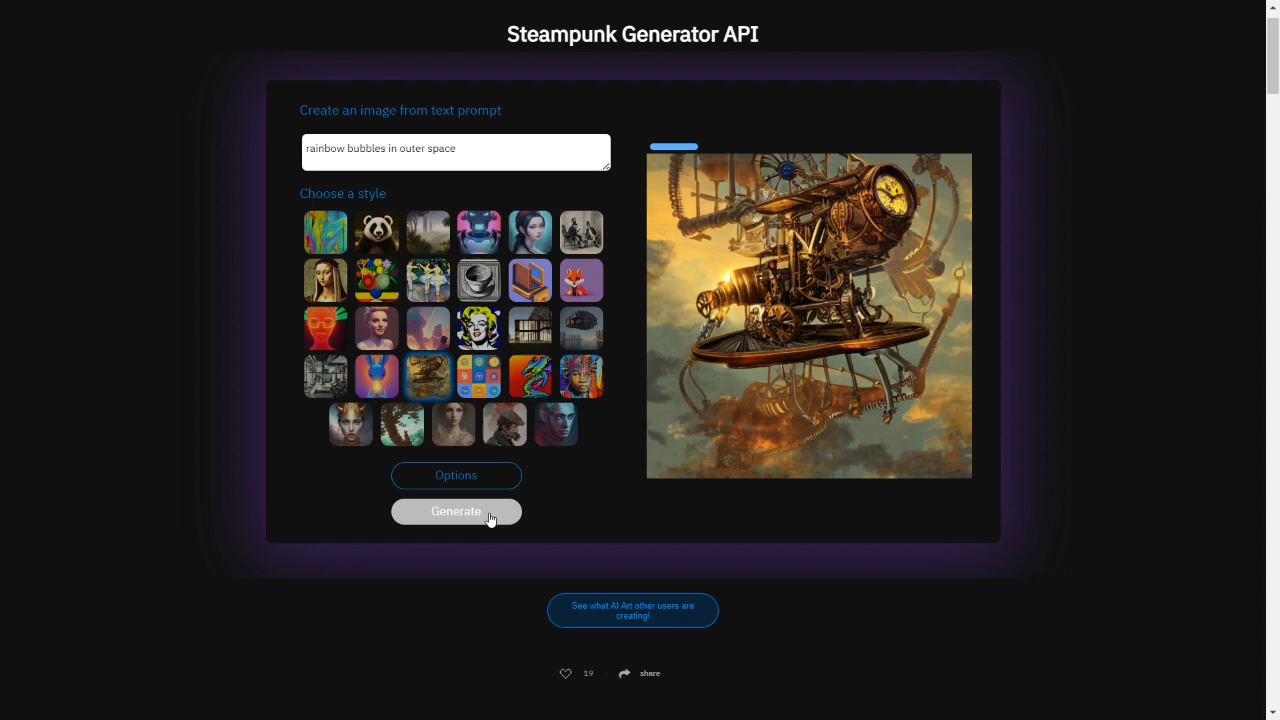 Steampunk Generator API
Create an image from text prompt
rainbow bubbles in outer space
Choose a style
Options
Generate
See what AI Art other users are
creating!
19
share